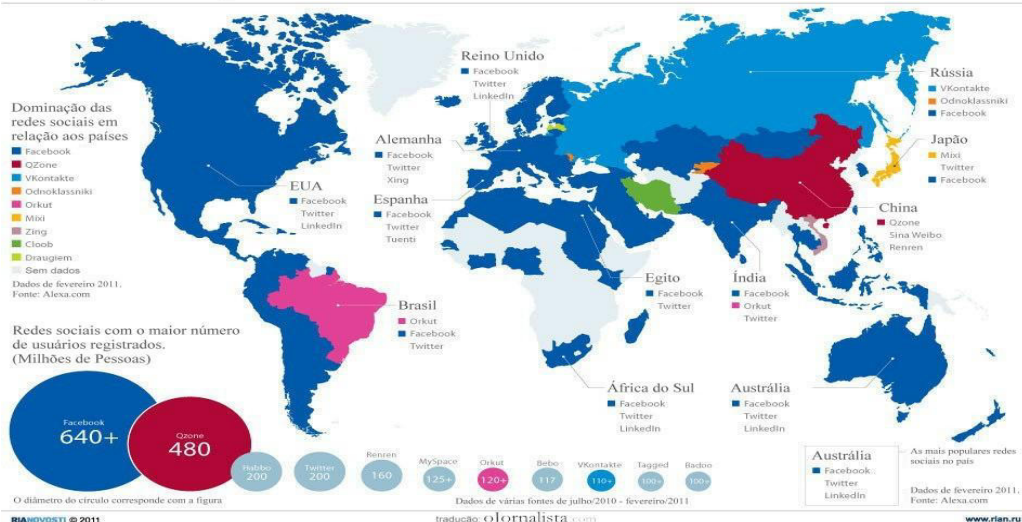 Dominação das
redes sociais em
relação aos países
Facebook
QZone
VKontakte
Odnoklassniki
Orkut
Mixi
Zing
Cloob
Draugiem
Sem dados
Dados de fevereiro 2011.
Fonte: Alexa.com
Reino Unido
Facebook
Twitter
LinkedIn
Alemanha
Facebook
Twitter
Xing
Espanha
Facebook
Twitter
Tuenti
EUA
Facebook
Twitter
LinkedIn
Rússia
VKontakte
Odnoklassniki
Facebook
Japão
Mixi
Twitter
Facebook
China
Qzone
Sina Weibo
Renren
Egito
Facebook
Twitter
Índia
Facebook
Orkut
Twitter
Brasil
Orkut
Facebook
Twitter
África do Sul
Facebook
Twitter
LinkedIn
Austrália
Facebook
Twitter
LinkedIn
Redes sociais com o maior número
de usuários registrados.
(Milhões de Pessoas)
Facebook
640+
Qzone
480
Habbo
200
Twitter
200
Renren
160
MySpace
125+
Orkut
120+
Bebo
117
VKontakte
110+
Tagged
100+
Badoo
100+
O diâmetro do círculo corresponde com a figura
Dados de várias fontes de julho/2010 - fevereiro/2011
Austrália
Facebook
Twitter
LinkedIn
As mais populares redes
sociais no país
Dados de fevereiro 2011.
Fonte: Alexa.com
RIANOVOSTI © 2011
tradução: oJornalista.com
www.rian.ru